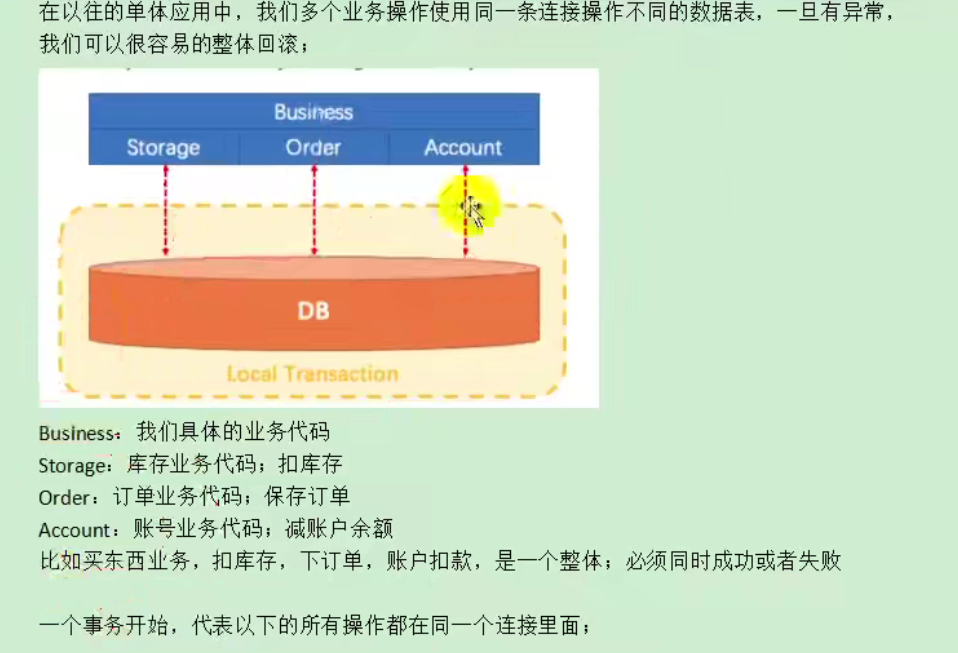 在以往的单体应用中，我们多个业务操作使用同一条连接操作不同的数据表，一旦有异常，
我们可以很容易的整体回滚；
Business
Storage Order Account
DB
Local Transaction
Business：我们具体的业务代码
Storage：库存业务代码；扣库存
Order：订单业务代码；保存订单
Account：账号业务代码；减账户余额
比如买东西业务，扣库存，下订单，账户扣款，是一个整体；必须同时成功或者失败
一个事务开始，代表以下的所有操作都在同一个连接里面；